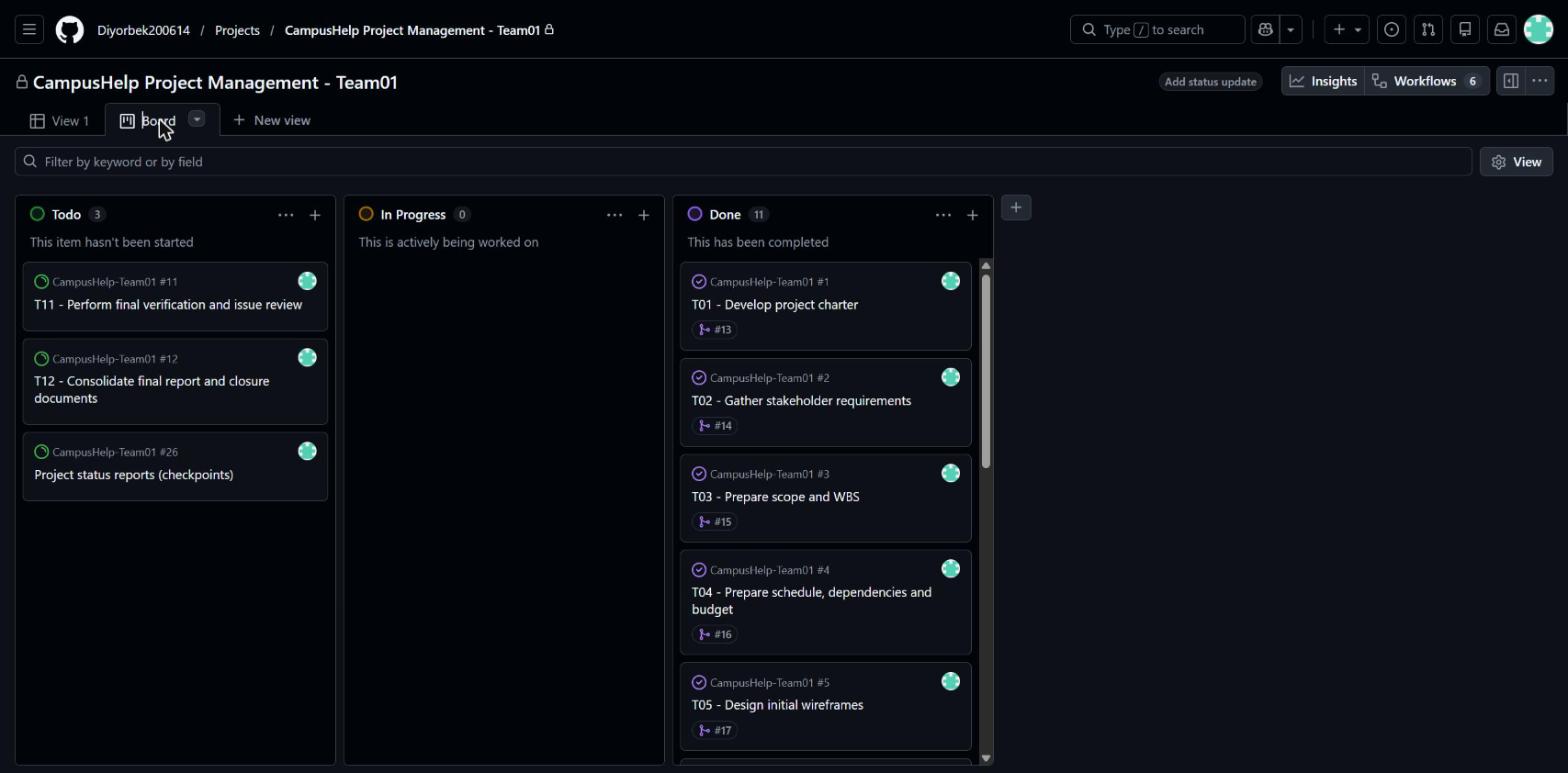 Diyorbek200614 / Projects / CampusHelp Project Management - Team01
Type / to search
CampusHelp Project Management - Team01
Add status update
Insights
Workflows 6
View 1
Board
New view
Filter by keyword or by field
View
Todo 3
This item hasn't been started
CampusHelp-Team01 #11
T11 - Perform final verification and issue review
CampusHelp-Team01 #12
T12 - Consolidate final report and closure
documents
CampusHelp-Team01 #26
Project status reports (checkpoints)
In Progress 0
This is actively being worked on
Done 11
This has been completed
CampusHelp-Team01 #1
T01 - Develop project charter
#13
CampusHelp-Team01 #2
T02 - Gather stakeholder requirements
#14
CampusHelp-Team01 #3
T03 - Prepare scope and WBS
#15
CampusHelp-Team01 #4
T04 - Prepare schedule, dependencies and
budget
#16
CampusHelp-Team01 #5
T05 - Design initial wireframes
#17